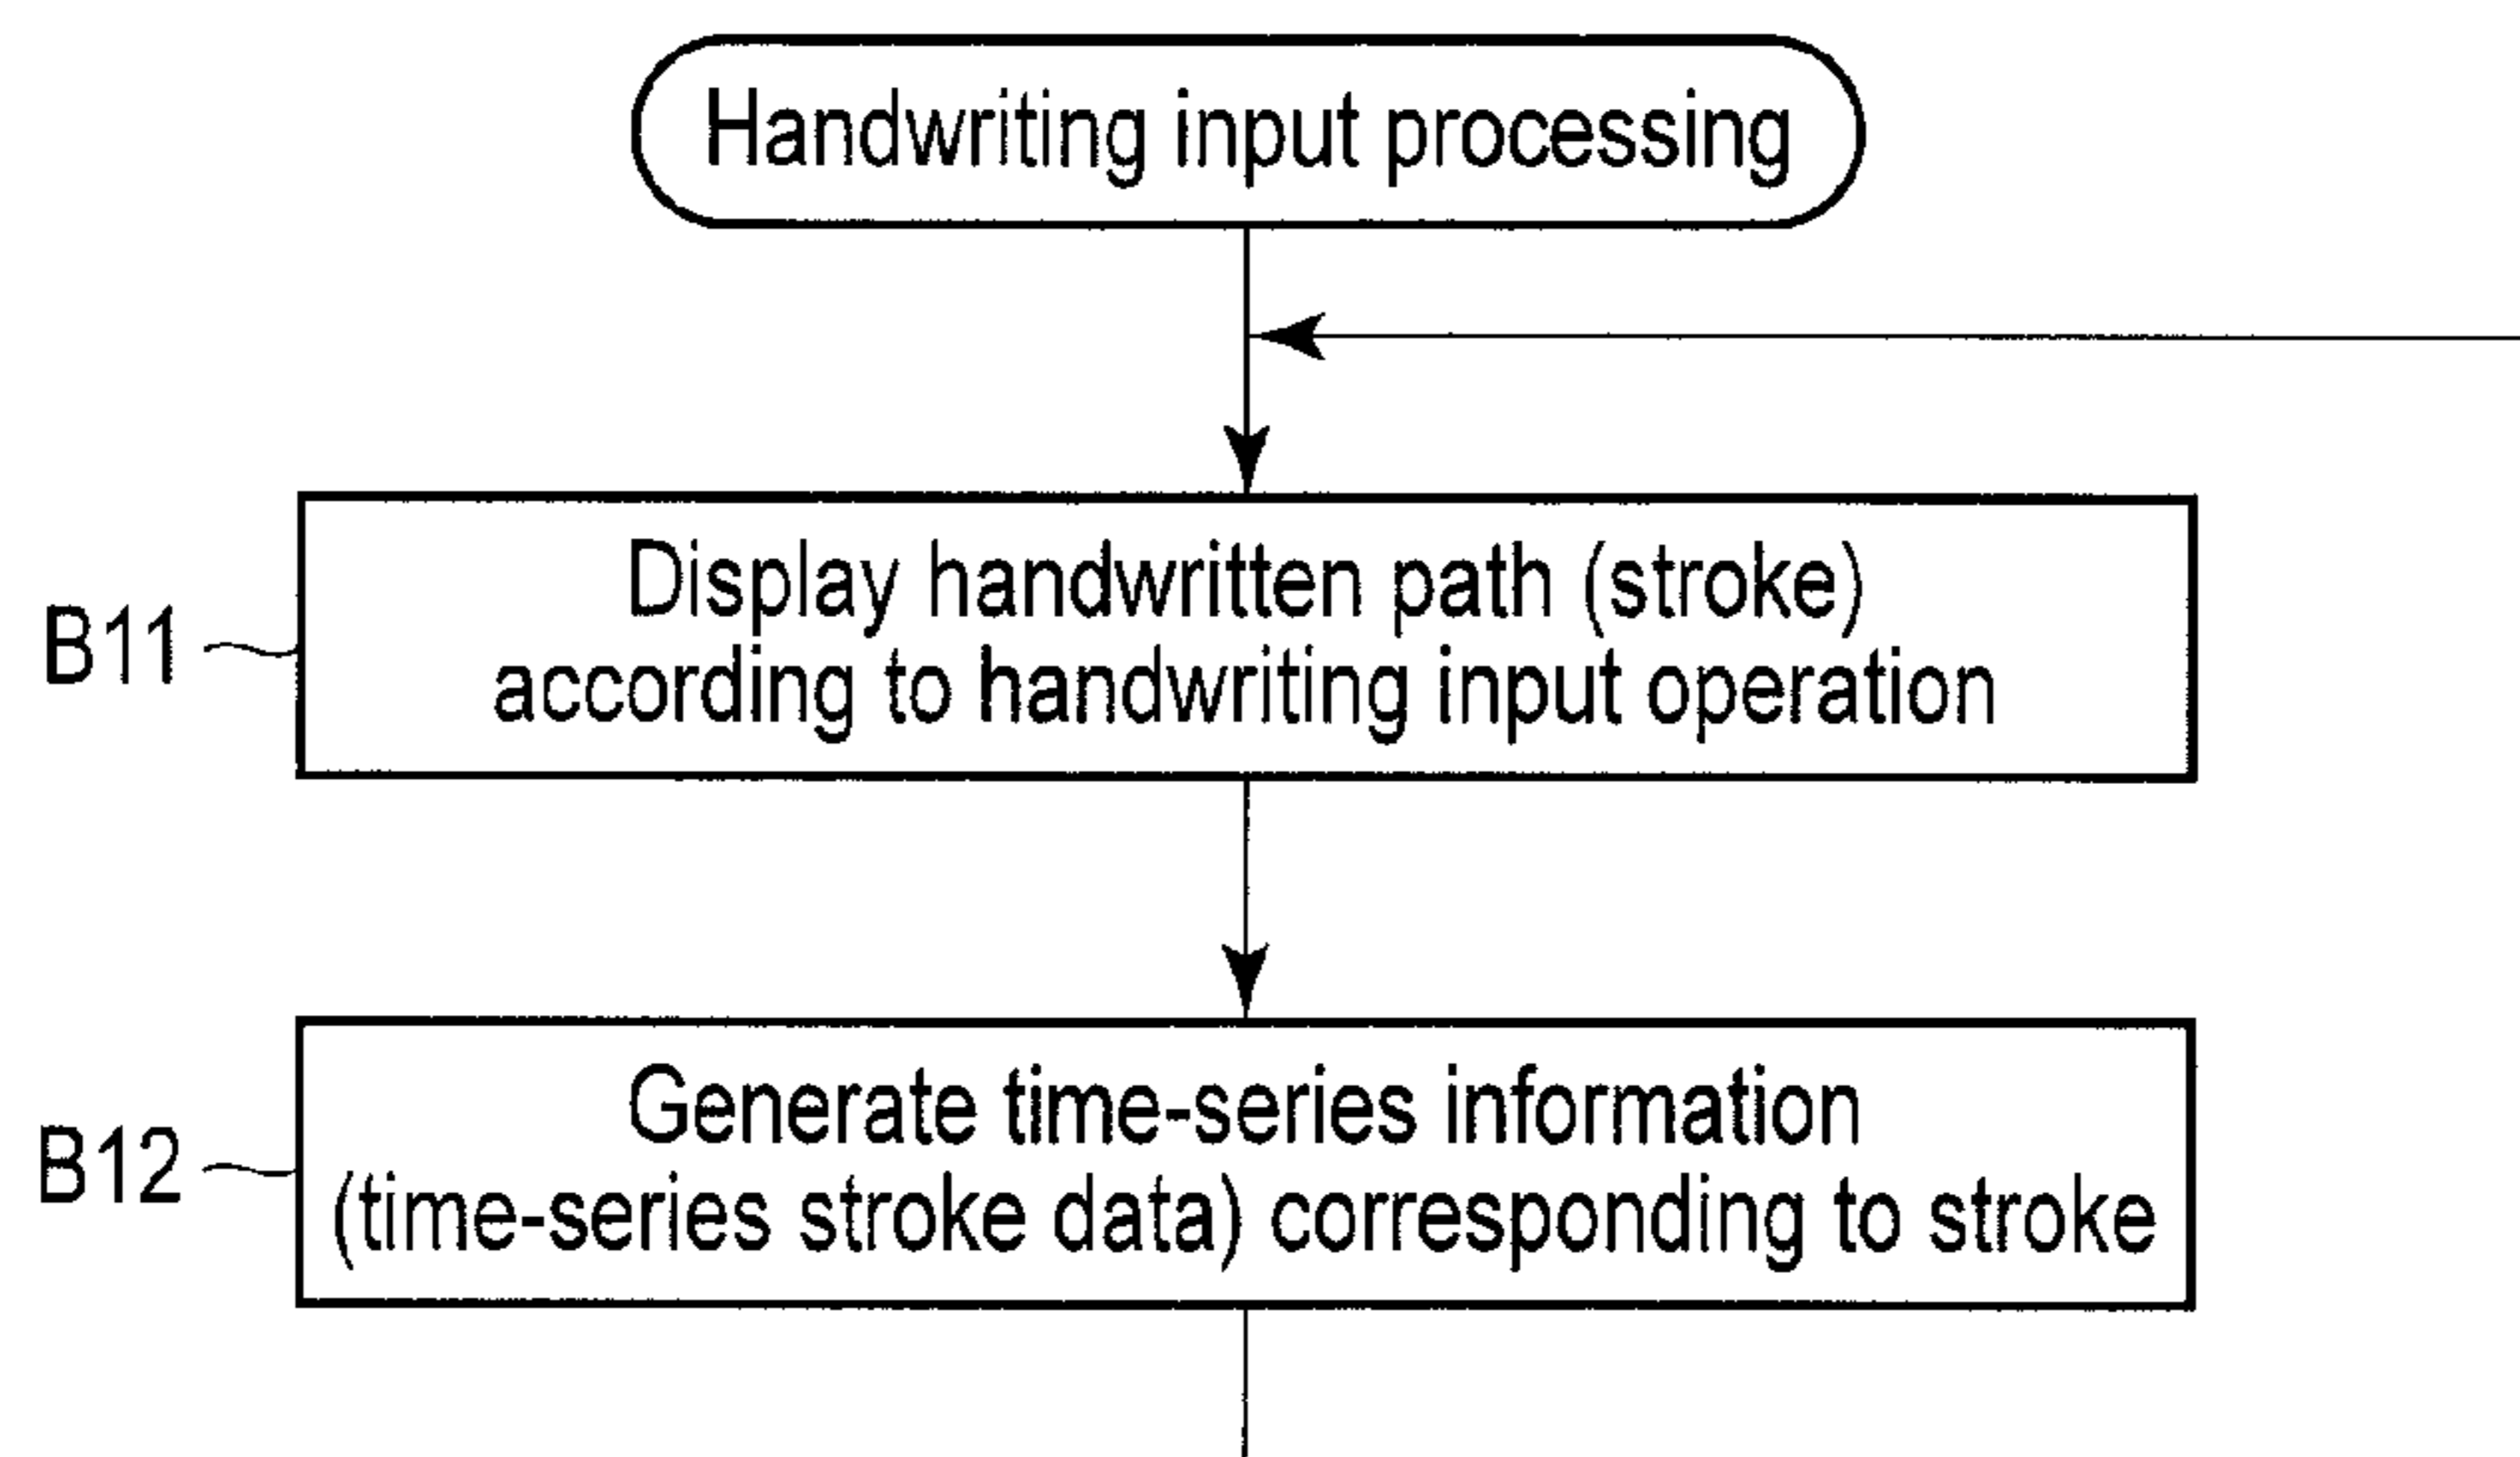 Handwriting input processing
Display handwritten path (stroke)
according to handwriting input operation
B11
Generate time-series information
(time-series stroke data) corresponding to stroke
B12